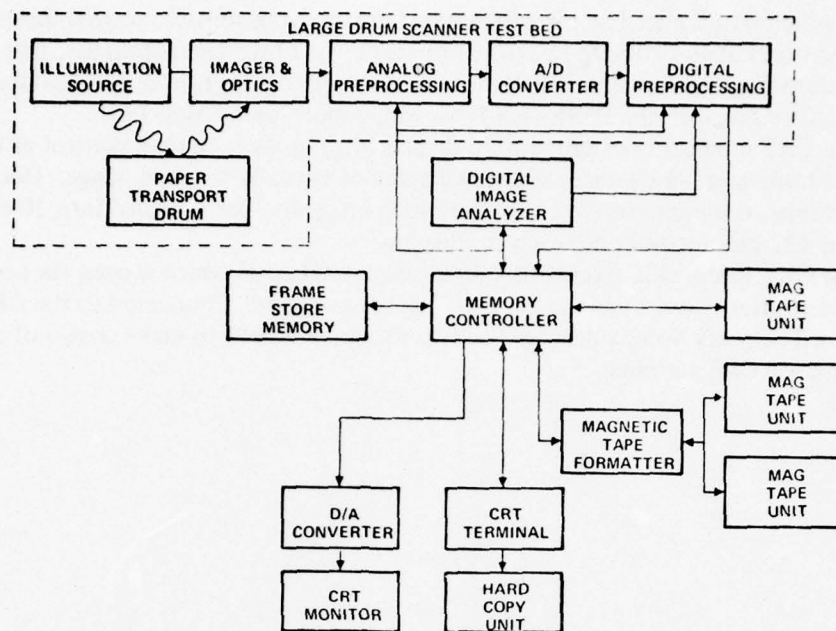 LARGE DRUM SCANNER TEST BED
ILLUMINATION
SOURCE
IMAGER &
OPTICS
ANALOG
PREPROCESSING
A/D
CONVERTER
DIGITAL
PREPROCESSING
PAPER
TRANSPORT
DRUM
DIGITAL
IMAGE
ANALYZER
FRAME
STORE
MEMORY
MEMORY
CONTROLLER
MAG
TAPE
UNIT
MAGNETIC
TAPE
FORMATTER
MAG
TAPE
UNIT
MAG
TAPE
UNIT
D/A
CONVERTER
CRT
TERMINAL
CRT
MONITOR
HARD
COPY
UNIT